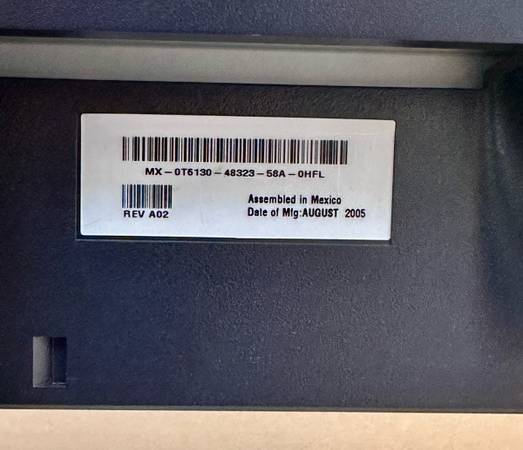 MX-0T6130-48323-58A-0HFL
REV A02
Assembled in Mexico
Date of Mfg:AUGUST 2005